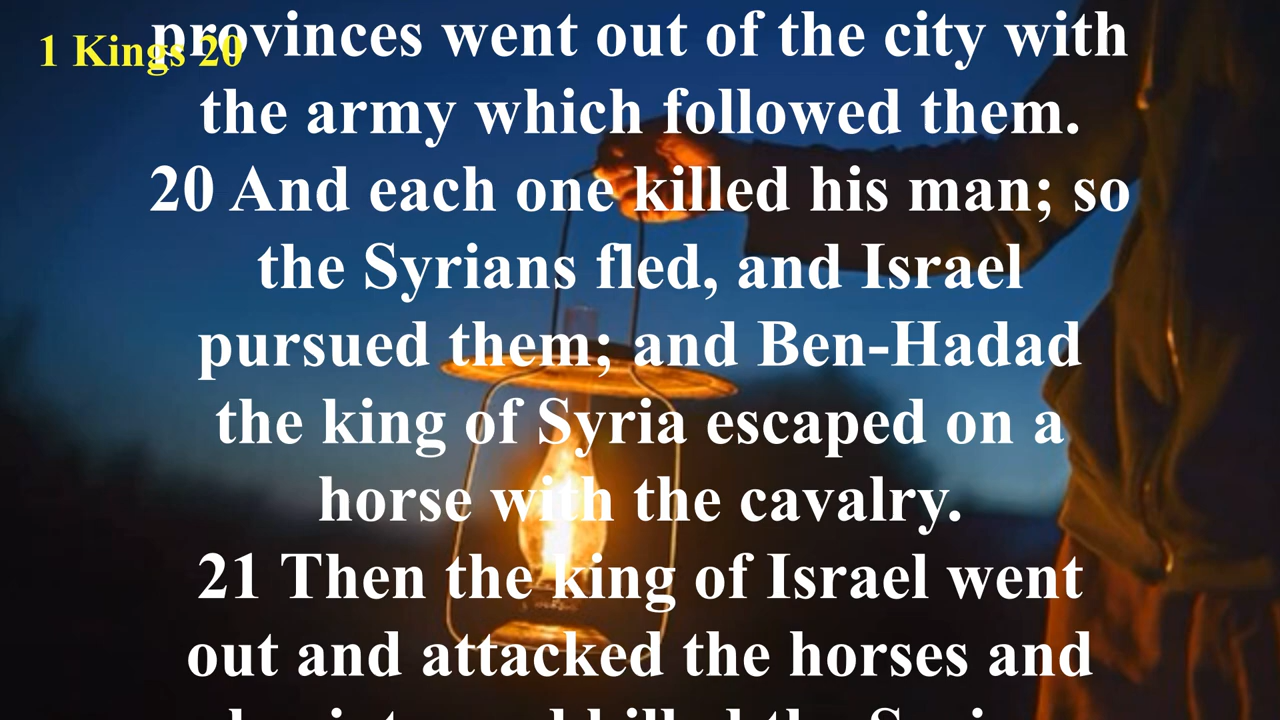 1 Kings 20
provinces went out of the city with
the army which followed them.
20 And each one killed his man; so
the Syrians fled, and Israel
pursued them; and Ben-Hadad
the king of Syria escaped on a
horse with the cavalry.
21 Then the king of Israel went
out and attacked the horses and
killed the